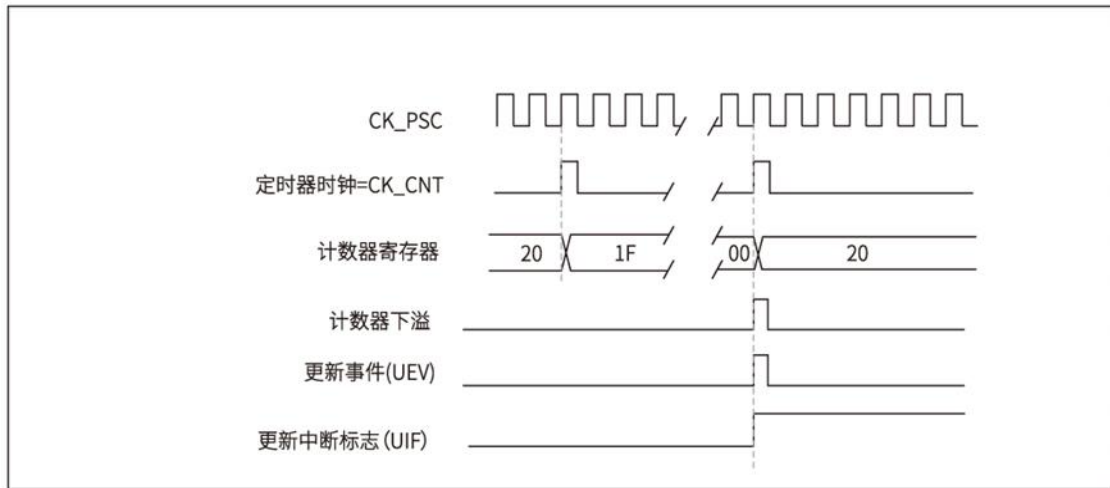 CK_PSC
定时器时钟=CK_CNT
计数器寄存器 20 1F 00 20
计数器下溢
更新事件(UEV)
更新中断标志(UIF)